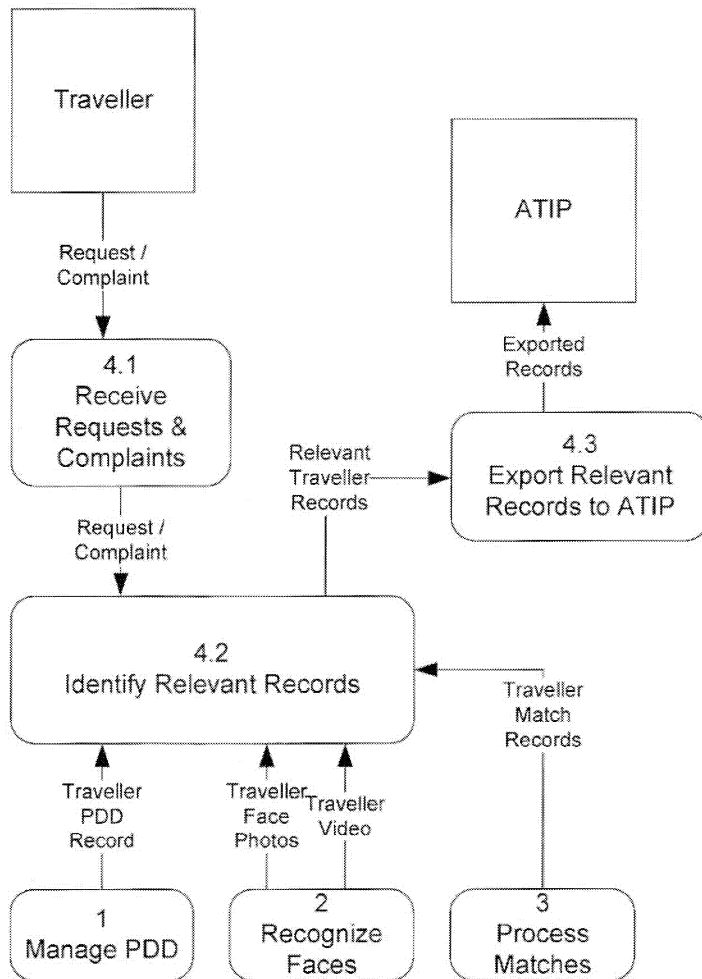 Traveller
ATIP
Request /
Complaint
Exported
Records
4.1
Receive
Requests &
Complaints
4.3
Export Relevant
Records to ATIP
Relevant
Traveller
Records
Request /
Complaint
4.2
Identify Relevant Records
Traveller
Match
Records
Traveller
PDD
Record
Traveller
Face
Photos
Traveller
Video
1
Manage PDD
2
Recognize
Faces
3
Process
Matches